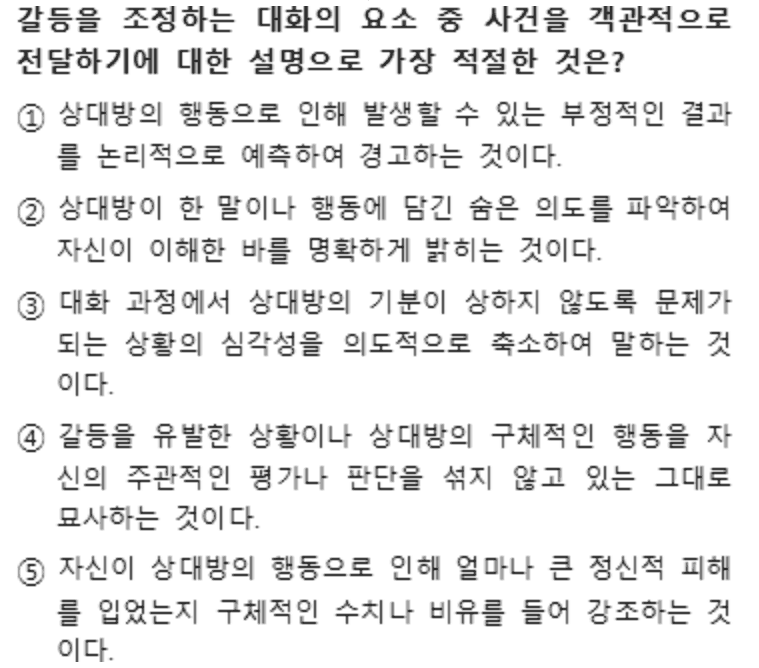 갈등을 조정하는 대화의 요소 중 사건을 객관적으로
전달하기에 대한 설명으로 가장 적절한 것은?
① 상대방의 행동으로 인해 발생할 수 있는 부정적인 결과
를 논리적으로 예측하여 경고하는 것이다.
② 상대방이 한 말이나 행동에 담긴 숨은 의도를 파악하여
자신이 이해한 바를 명확하게 밝히는 것이다.
③ 대화 과정에서 상대방의 기분이 상하지 않도록 문제가
되는 상황의 심각성을 의도적으로 축소하여 말하는 것
이다.
④ 갈등을 유발한 상황이나 상대방의 구체적인 행동을 자
신의 주관적인 평가나 판단을 섞지 않고 있는 그대로
묘사하는 것이다.
⑤ 자신이 상대방의 행동으로 인해 얼마나 큰 정신적 피해
를 입었는지 구체적인 수치나 비유를 들어 강조하는 것
이다.